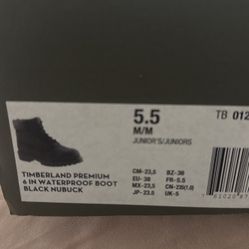 5.5
TB 012
M/M
JUNIOR'S/JUNIORS
TIMBERLAND PREMIUM
6 IN WATERPROOF BOOT
BLACK NUBUCK
CM-23,5 BZ-38
EU- 38 FR-5.5
MX-23,5 CN-235(1.0)
JP- 23.5 UK-5